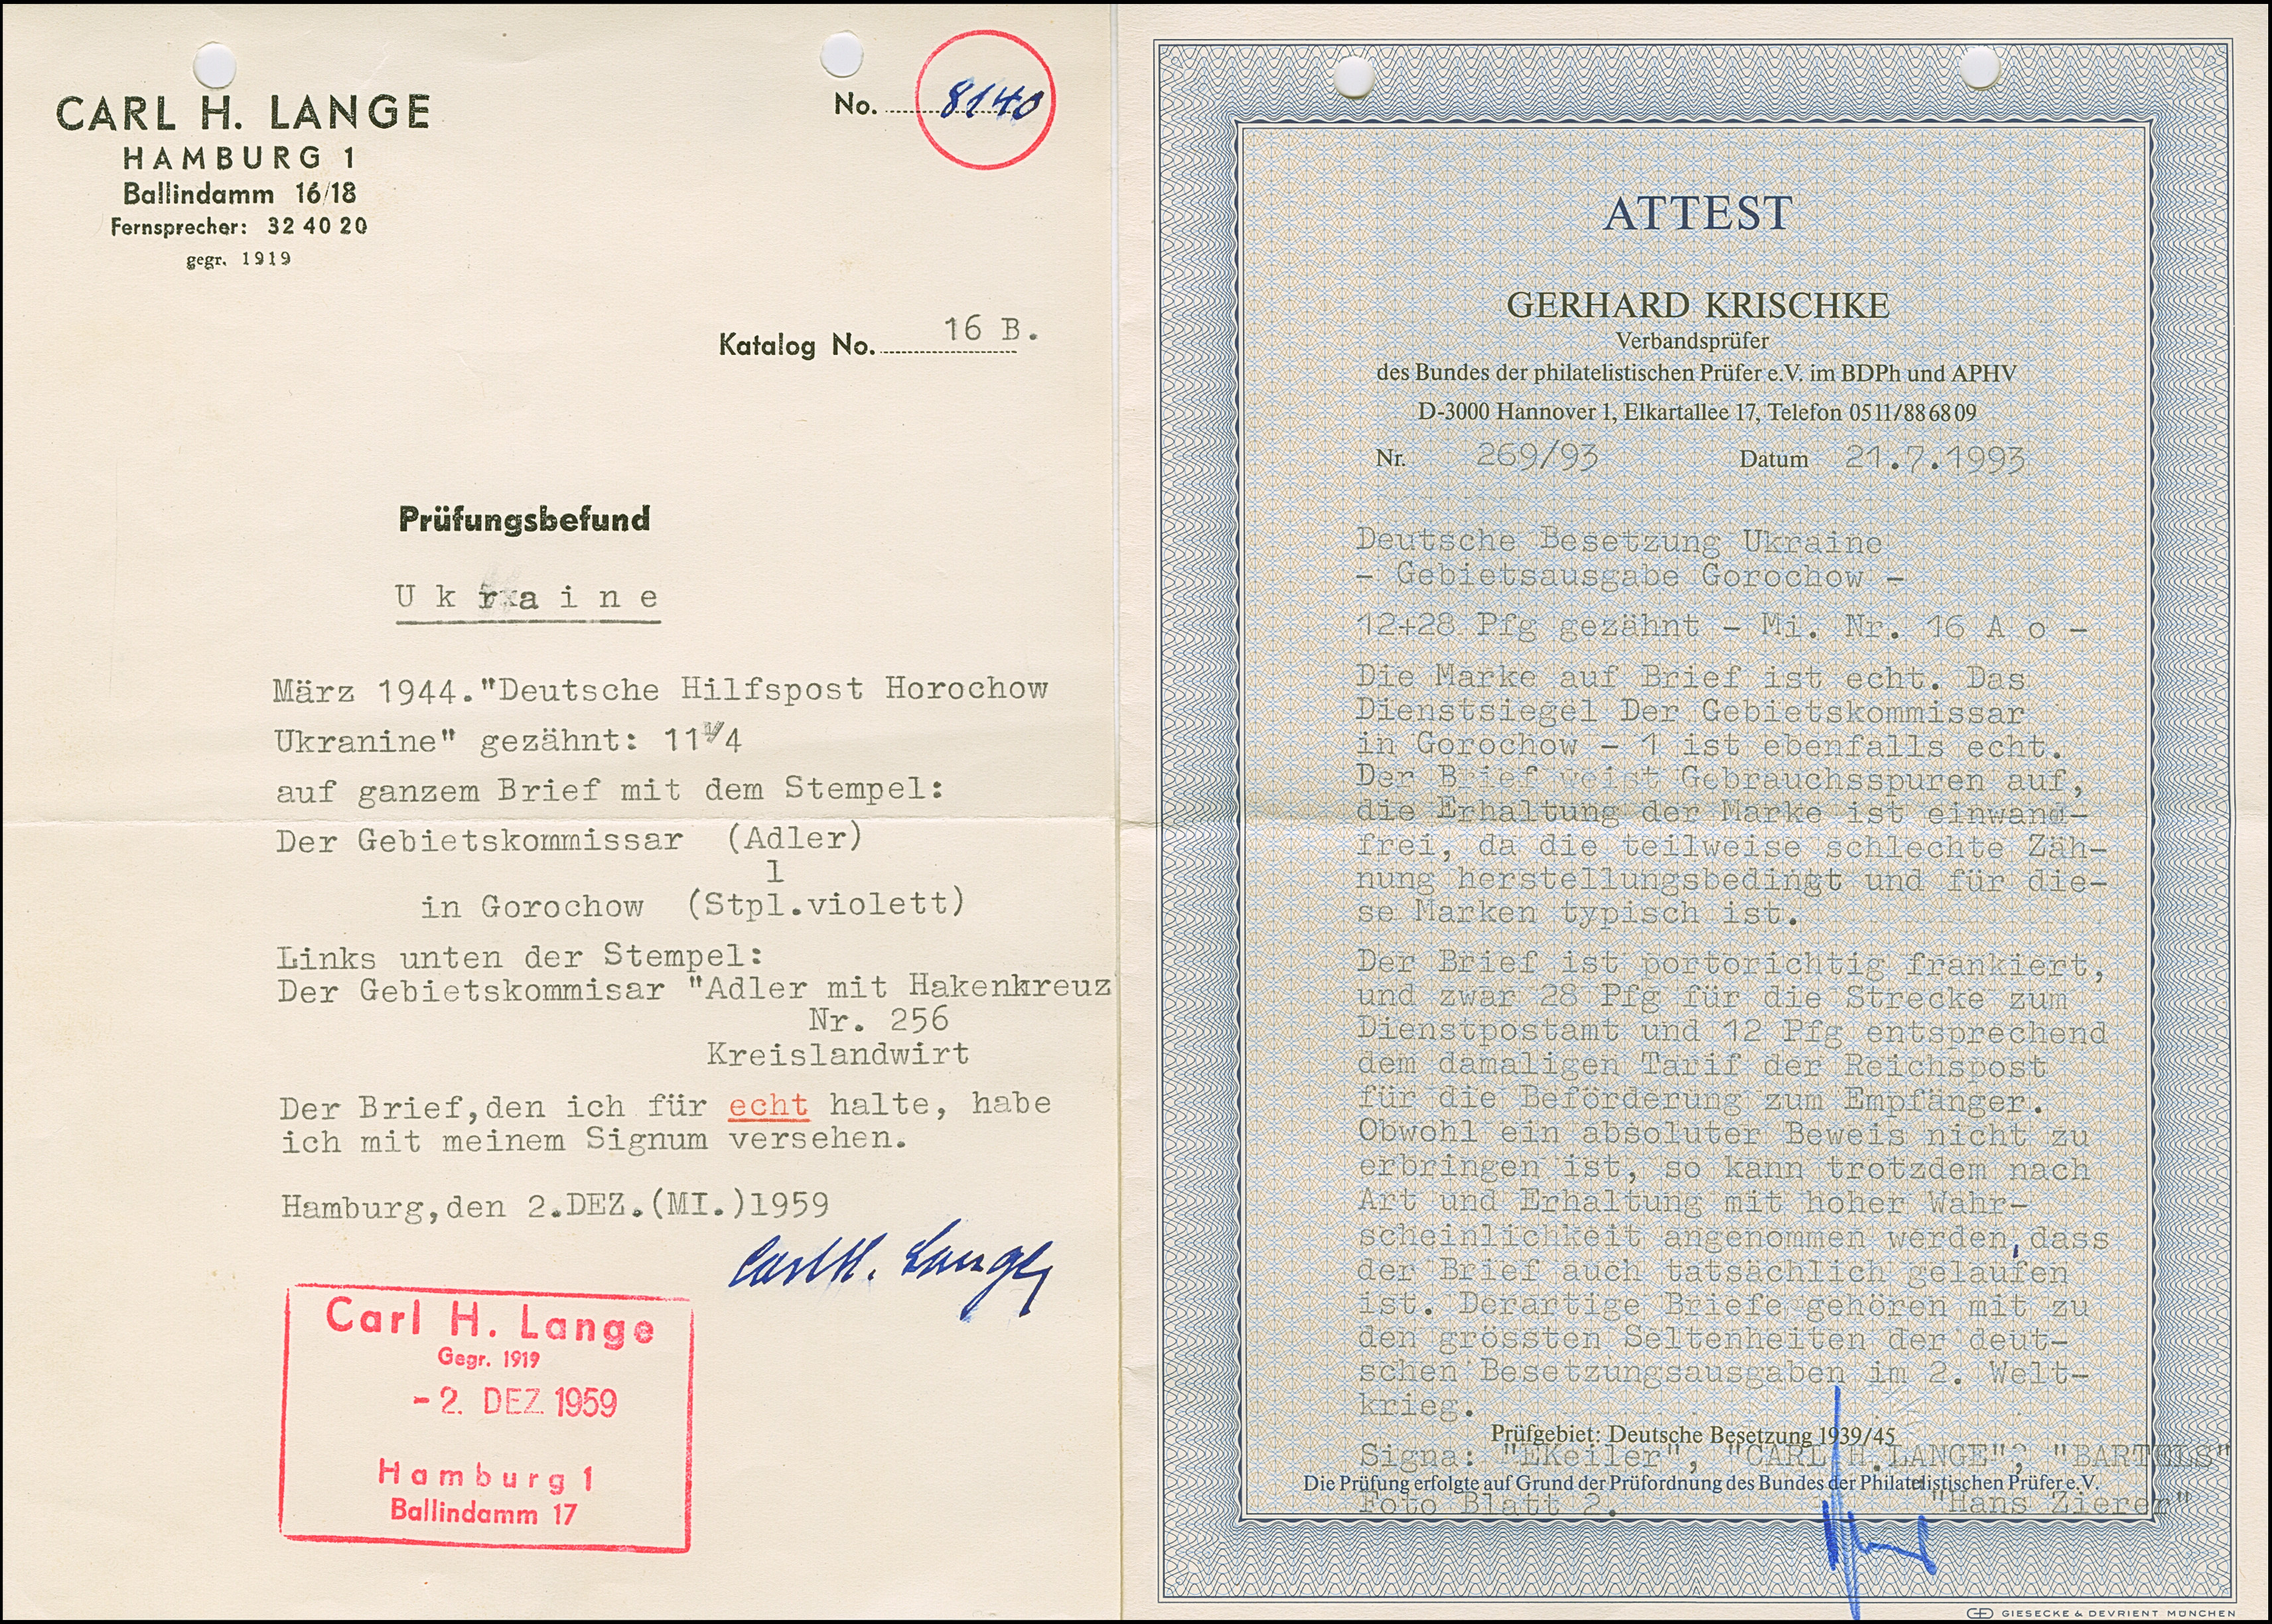 CARL H. LANGE
HAMBURG 1
Ballindamm 16/18
Fernsprecher: 32 40 20
gegr. 1919
No. 8140
Katalog No. 16 B.
Prüfungsbefund
Ukraine
März 1944."Deutsche Hilfspost Horochow
Ukranine" gezähnt: 11 1/4
auf ganzem Brief mit dem Stempel:
Der Gebietskommissar (Adler)
1
in Gorochow (Stpl.violett)
Links unten der Stempel:
Der Gebietskommisar "Adler mit Hakenkreuz
Nr. 256
Kreislandwirt
Der Brief,den ich für echt halte, habe
ich mit meinem Signum versehen.
Hamburg,den 2.DEZ.(MI.)1959
Carl H. Lange
Carl H. Lange
Gegr. 1919
-2. DEZ. 1959
Hamburg 1
Ballindamm 17
ATTEST
GERHARD KRISCHKE
Verbandsprüfer
des Bundes der philatelistischen Prüfer e.V. im BDPh und APHV
D-3000 Hannover 1, Elkartallee 17, Telefon 0511/886809
Nr. 269/93 Datum 21.7.1993
Deutsche Besetzung Ukraine
- Gebietsausgabe Gorochow -
12+28 Pfg gezähnt - Mi. Nr. 16 A o -
Die Marke auf Brief ist echt. Das
Dienstsiegel Der Gebietskommissar
in Gorochow - 1 ist ebenfalls echt.
Der Brief weist Gebrauchsspuren auf,
die Erhaltung der Marke ist einwand-
frei, da die teilweise schlechte Zäh-
nung herstellungsbedingt und für die-
se Marken typisch ist.
Der Brief ist portorichtig frankiert,
und zwar 28 Pfg für die Strecke zum
Dienstpostamt und 12 Pfg entsprechend
dem damaligen Tarif der Reichspost
für die Beförderung zum Empfänger.
Obwohl ein absoluter Beweis nicht zu
erbringen ist, so kann trotzdem nach
Art und Erhaltung mit hoher Wahr-
scheinlichkeit angenommen werden, dass
der Brief auch tatsächlich gelaufen
ist. Derartige Briefe gehören mit zu
den grössten Seltenheiten der deut-
schen Besetzungsausgaben im 2. Welt-
krieg.
Prüfgebiet: Deutsche Besetzung 1939/45
Signa: "EKeiler", "CARL H.LANGE", "BARTELS"
Die Prüfung erfolgte auf Grund der Prüfordnung des Bundes der Philatelistischen Prüfer e.V.
Foto Blatt 2. "Hans Zierer"
GIESECKE & DEVRIENT MÜNCHEN